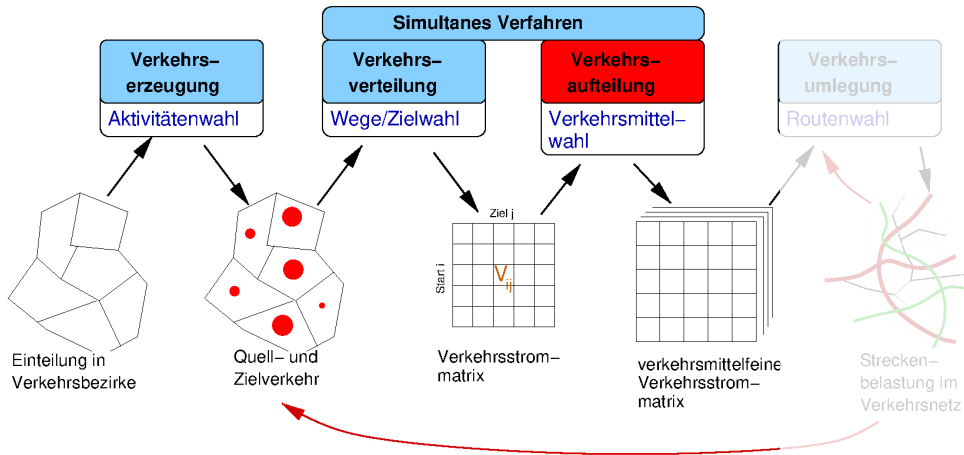 Simultanes Verfahren
Verkehrs–
erzeugung
Aktivitätenwahl
Verkehrs–
verteilung
Wege/Zielwahl
Verkehrs–
aufteilung
Verkehrsmittel–
wahl
Verkehrs–
umlegung
Routenwahl
Einteilung in
Verkehrsbezirke
Quell– und
Zielverkehr
Ziel j
Start i
V ij
Verkehrsstrom–
matrix
verkehrsmittelfeine
Verkehrsstrom–
matrix
Strecken–
belastung im
Verkehrsnetz